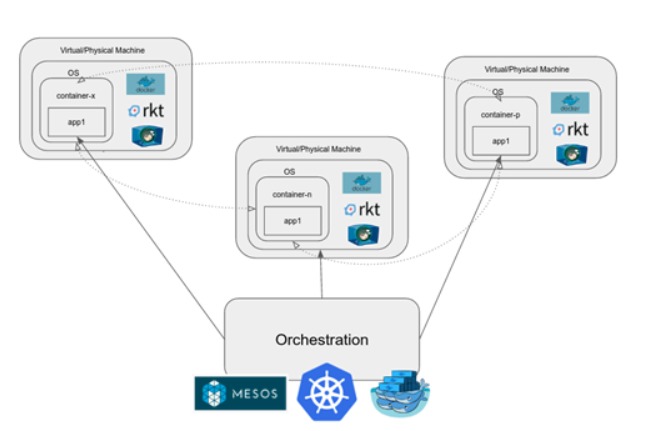 Virtual/Physical Machine
OS
container-x
app1
docker
rkt
Virtual/Physical Machine
OS
container-p
app1
docker
rkt
Virtual/Physical Machine
OS
container-n
app1
docker
rkt
Orchestration
MESOS